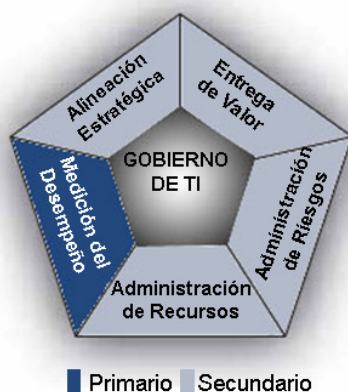 Alineación
Estratégica
Entrega
de Valor
GOBIERNO
DE TI
Medición del
Desempeño
Administración
de Riesgos
Administración
de Recursos
Primario
Secundario